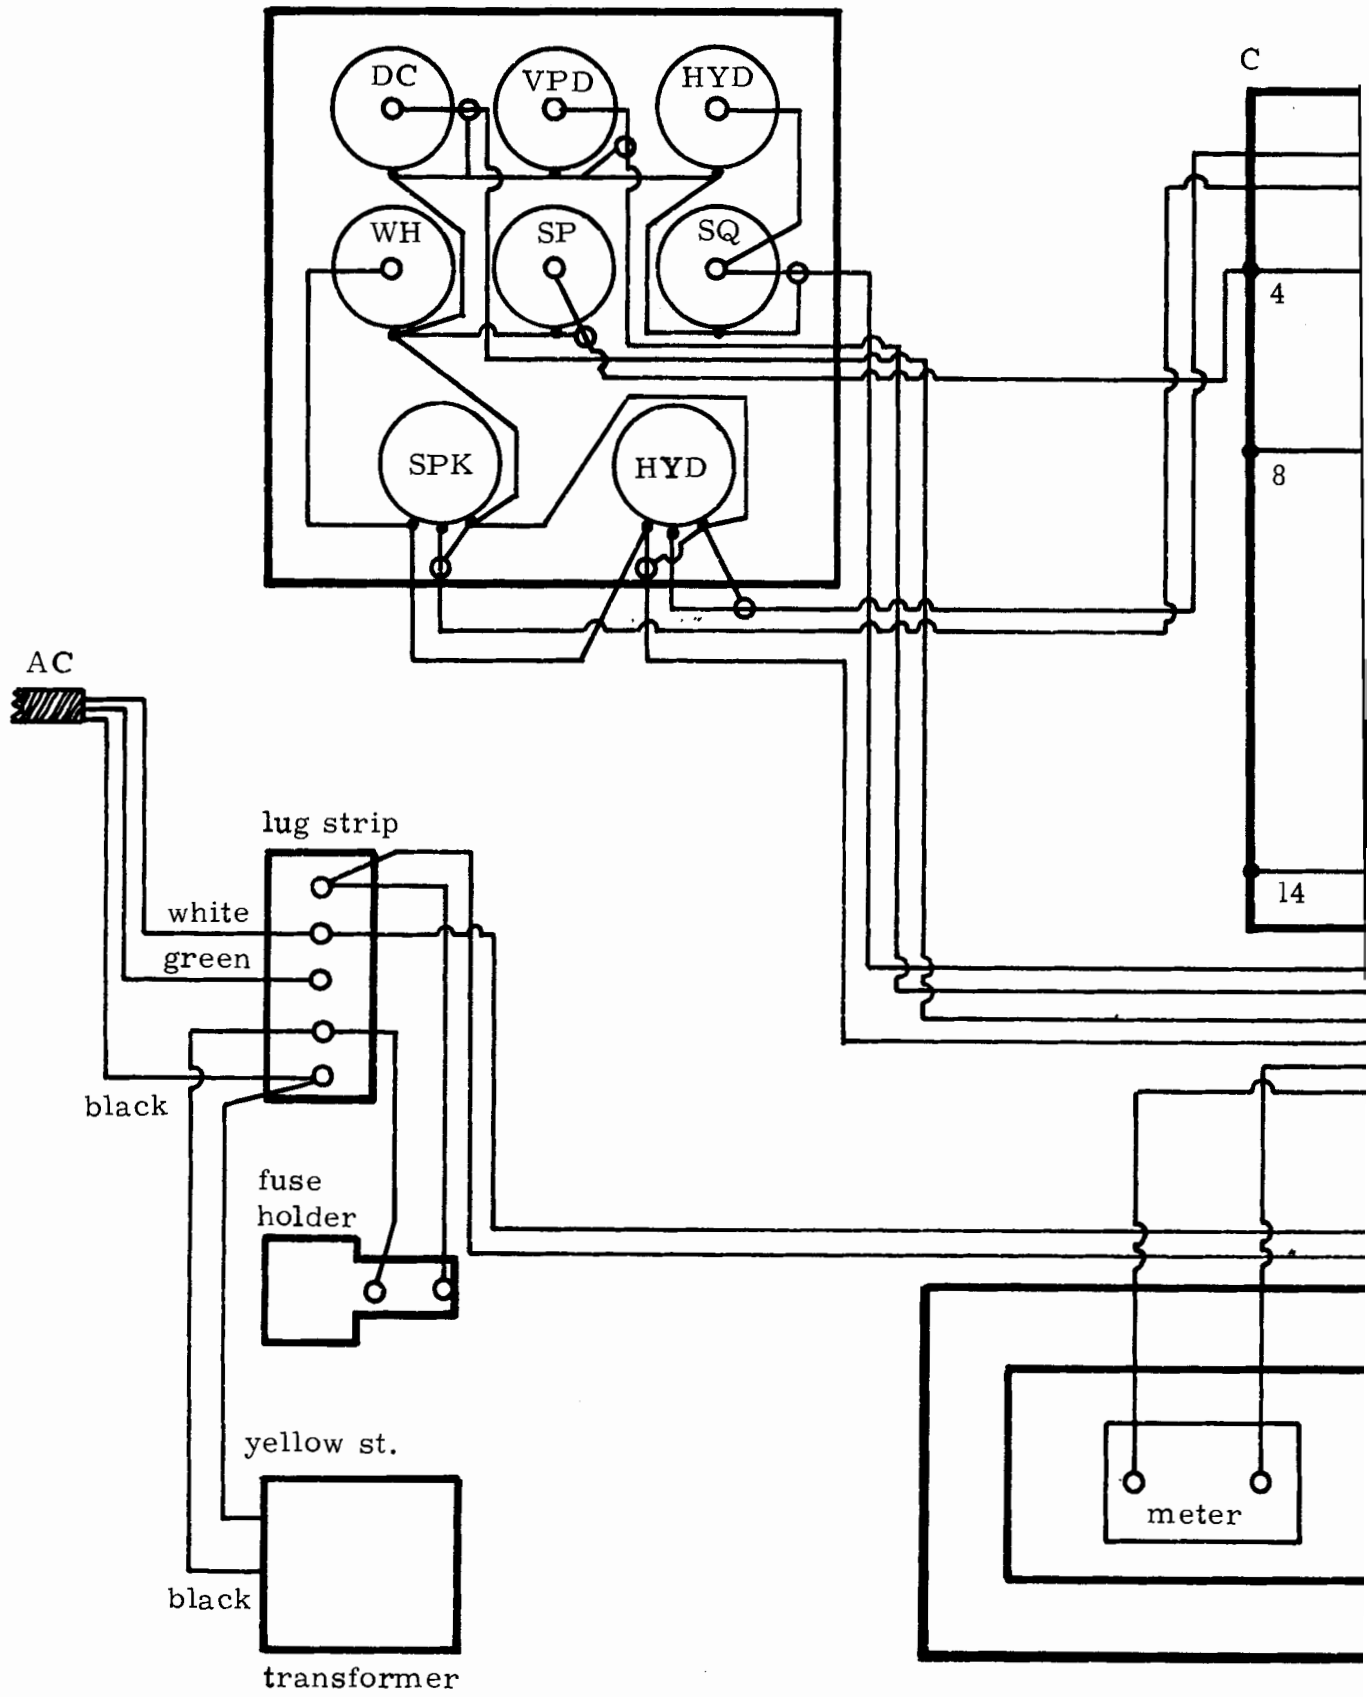 DC
VPD
HYD
C
WH
SP
SQ
4
SPK
HYD
8
AC
lug strip
14
white
green
black
fuse
holder
yellow st.
meter
black
transformer